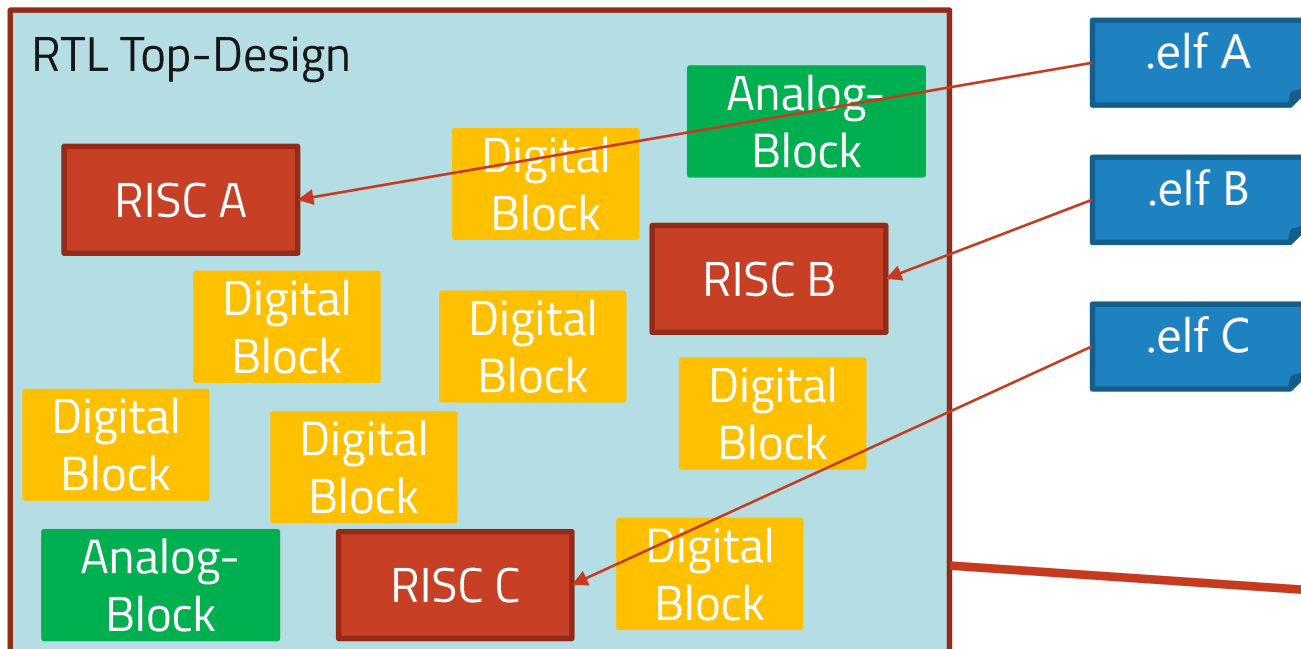 RTL Top-Design
.elf A
Analog-
Block
Digital
Block
RISC A
.elf B
RISC B
Digital
Block
Digital
Block
.elf C
Digital
Block
Digital
Block
Digital
Block
Analog-
Block
RISC C
Digital
Block